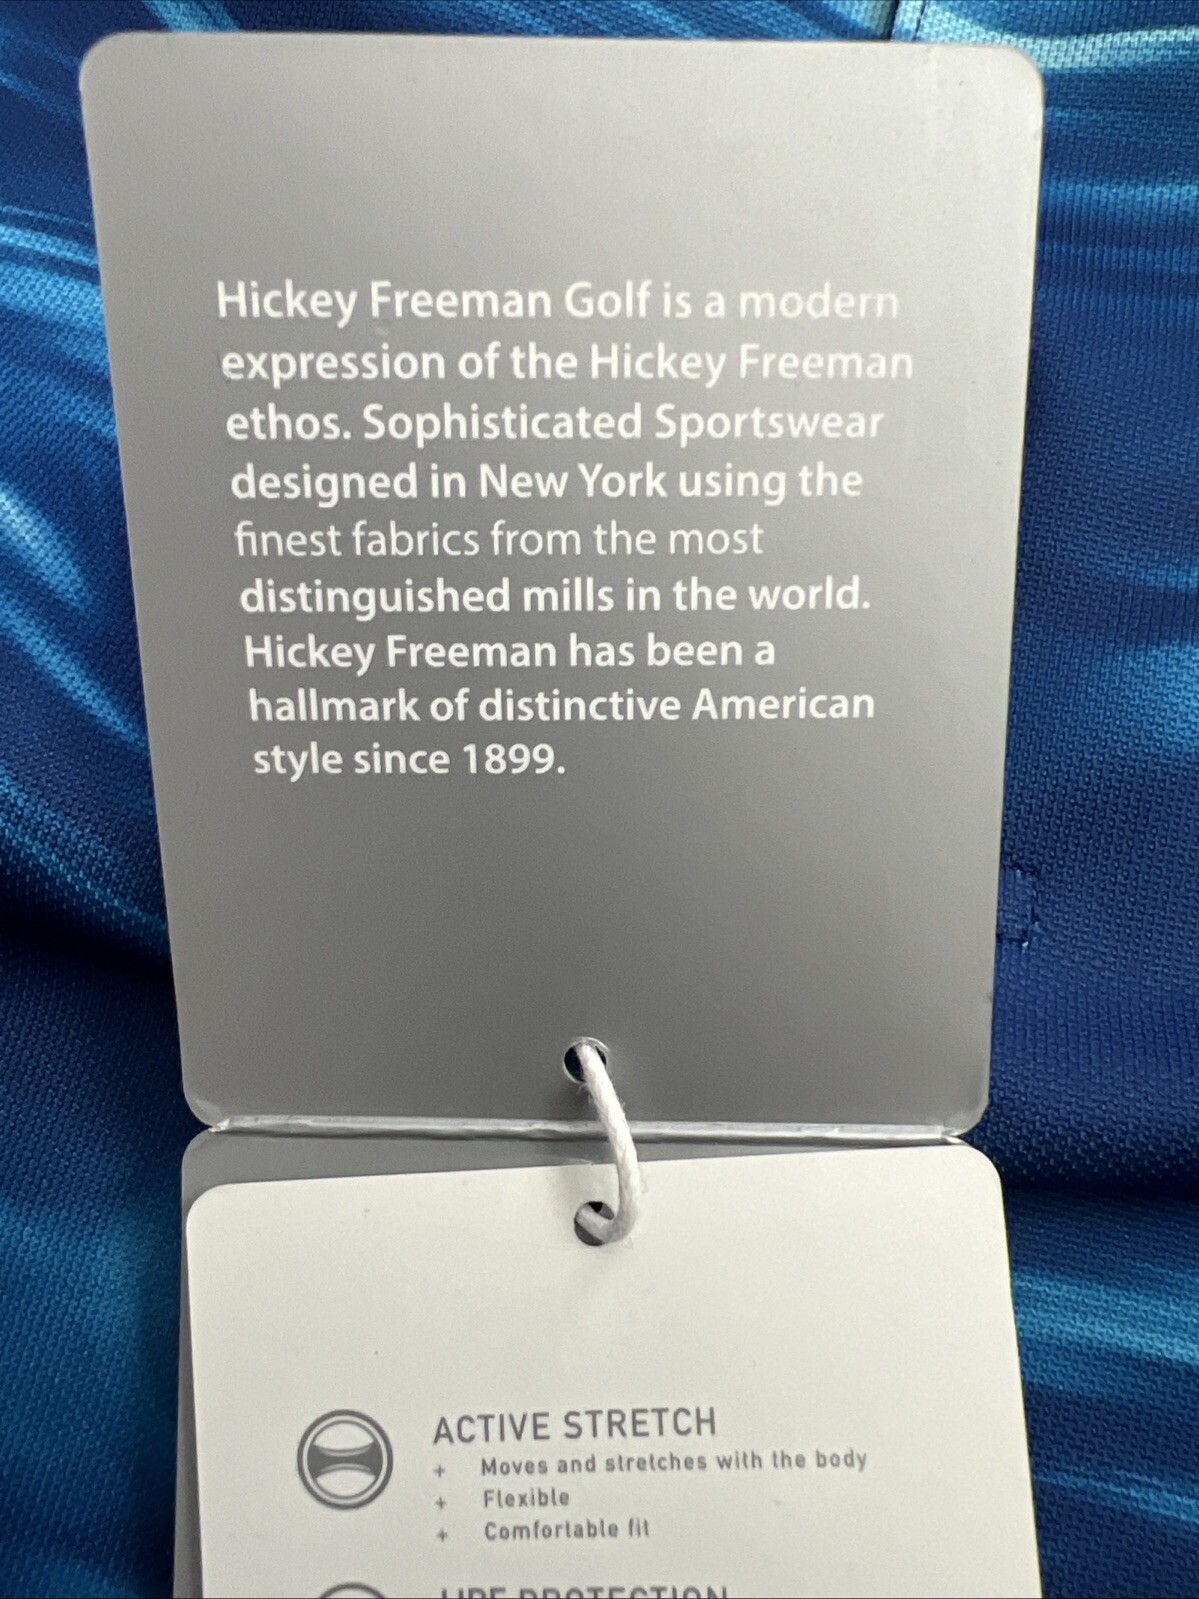 Hickey Freeman Golf is a modern
expression of the Hickey Freeman
ethos. Sophisticated Sportswear
designed in New York using the
finest fabrics from the most
distinguished mills in the world.
Hickey Freeman has been a
hallmark of distinctive American
style since 1899.
ACTIVE STRETCH
+ Moves and stretches with the body
+ Flexible
+ Comfortable fit
PROTECTION